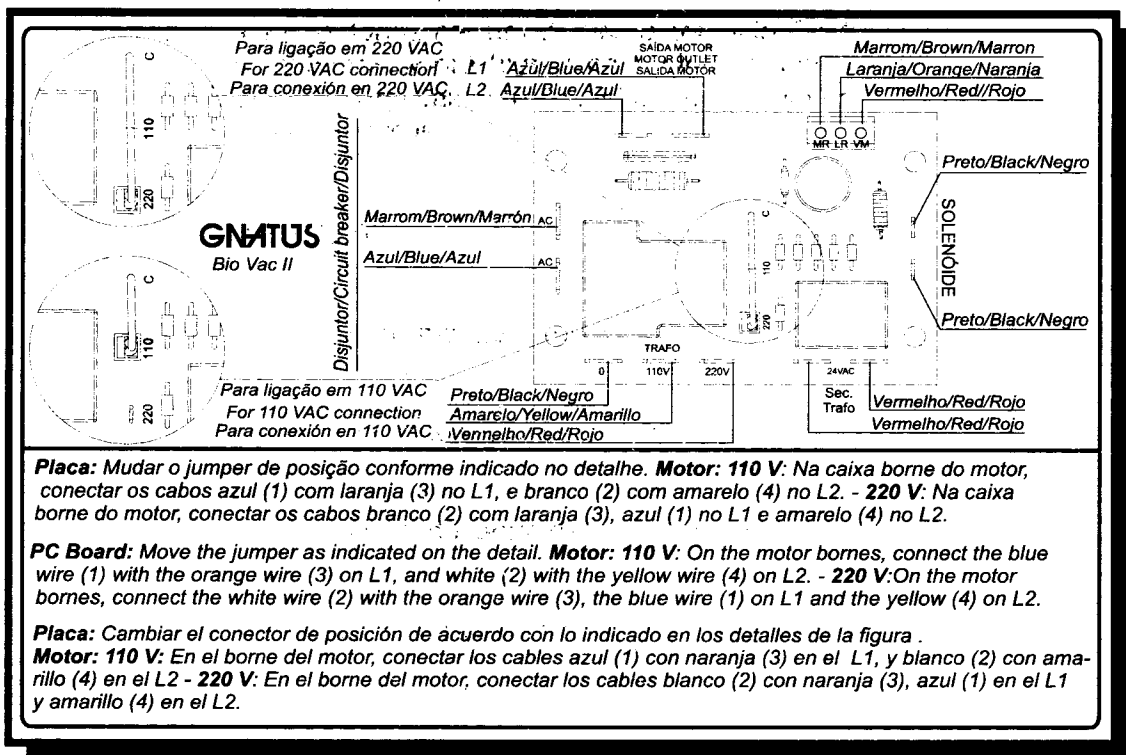 Para ligação em 220 VAC
For 220 VAC connection
Para conexión en 220 VAC
L1 Azul/Blue/Azul
L2 Azul/Blue/Azul
SAÍDA MOTOR
MOTOR OUTLET
SALIDA MOTOR
Marrom/Brown/Marron
Laranja/Orange/Naranja
Vermelho/Red//Rojo
MR LR VM
C
110
220
GNATUS
Bio Vac II
Disjuntor/Circuit breaker/Disjuntor
Marrom/Brown/Marrón AC
Azul/Blue/Azul AC
C
110
220
Preto/Black/Negro
SOLENÓIDE
Preto/Black/Negro
C
110
220
TRAFO
0 110V 220V
24VAC
Sec.
Trafo
Para ligação em 110 VAC
For 110 VAC connection
Para conexión en 110 VAC
Preto/Black/Negro
Amarelo/Yellow/Amarillo
Vermelho/Red/Rojo
Vermelho/Red/Rojo
Vermelho/Red/Rojo
Placa: Mudar o jumper de posição conforme indicado no detalhe. Motor: 110 V: Na caixa borne do motor,
conectar os cabos azul (1) com laranja (3) no L1, e branco (2) com amarelo (4) no L2. - 220 V: Na caixa
borne do motor, conectar os cabos branco (2) com laranja (3), azul (1) no L1 e amarelo (4) no L2.
PC Board: Move the jumper as indicated on the detail. Motor: 110 V: On the motor bornes, connect the blue
wire (1) with the orange wire (3) on L1, and white (2) with the yellow wire (4) on L2. - 220 V:On the motor
bornes, connect the white wire (2) with the orange wire (3), the blue wire (1) on L1 and the yellow (4) on L2.
Placa: Cambiar el conector de posición de acuerdo con lo indicado en los detalles de la figura .
Motor: 110 V: En el borne del motor, conectar los cables azul (1) con naranja (3) en el L1, y blanco (2) con ama-
rillo (4) en el L2 - 220 V: En el borne del motor, conectar los cables blanco (2) con naranja (3), azul (1) en el L1
y amarillo (4) en el L2.